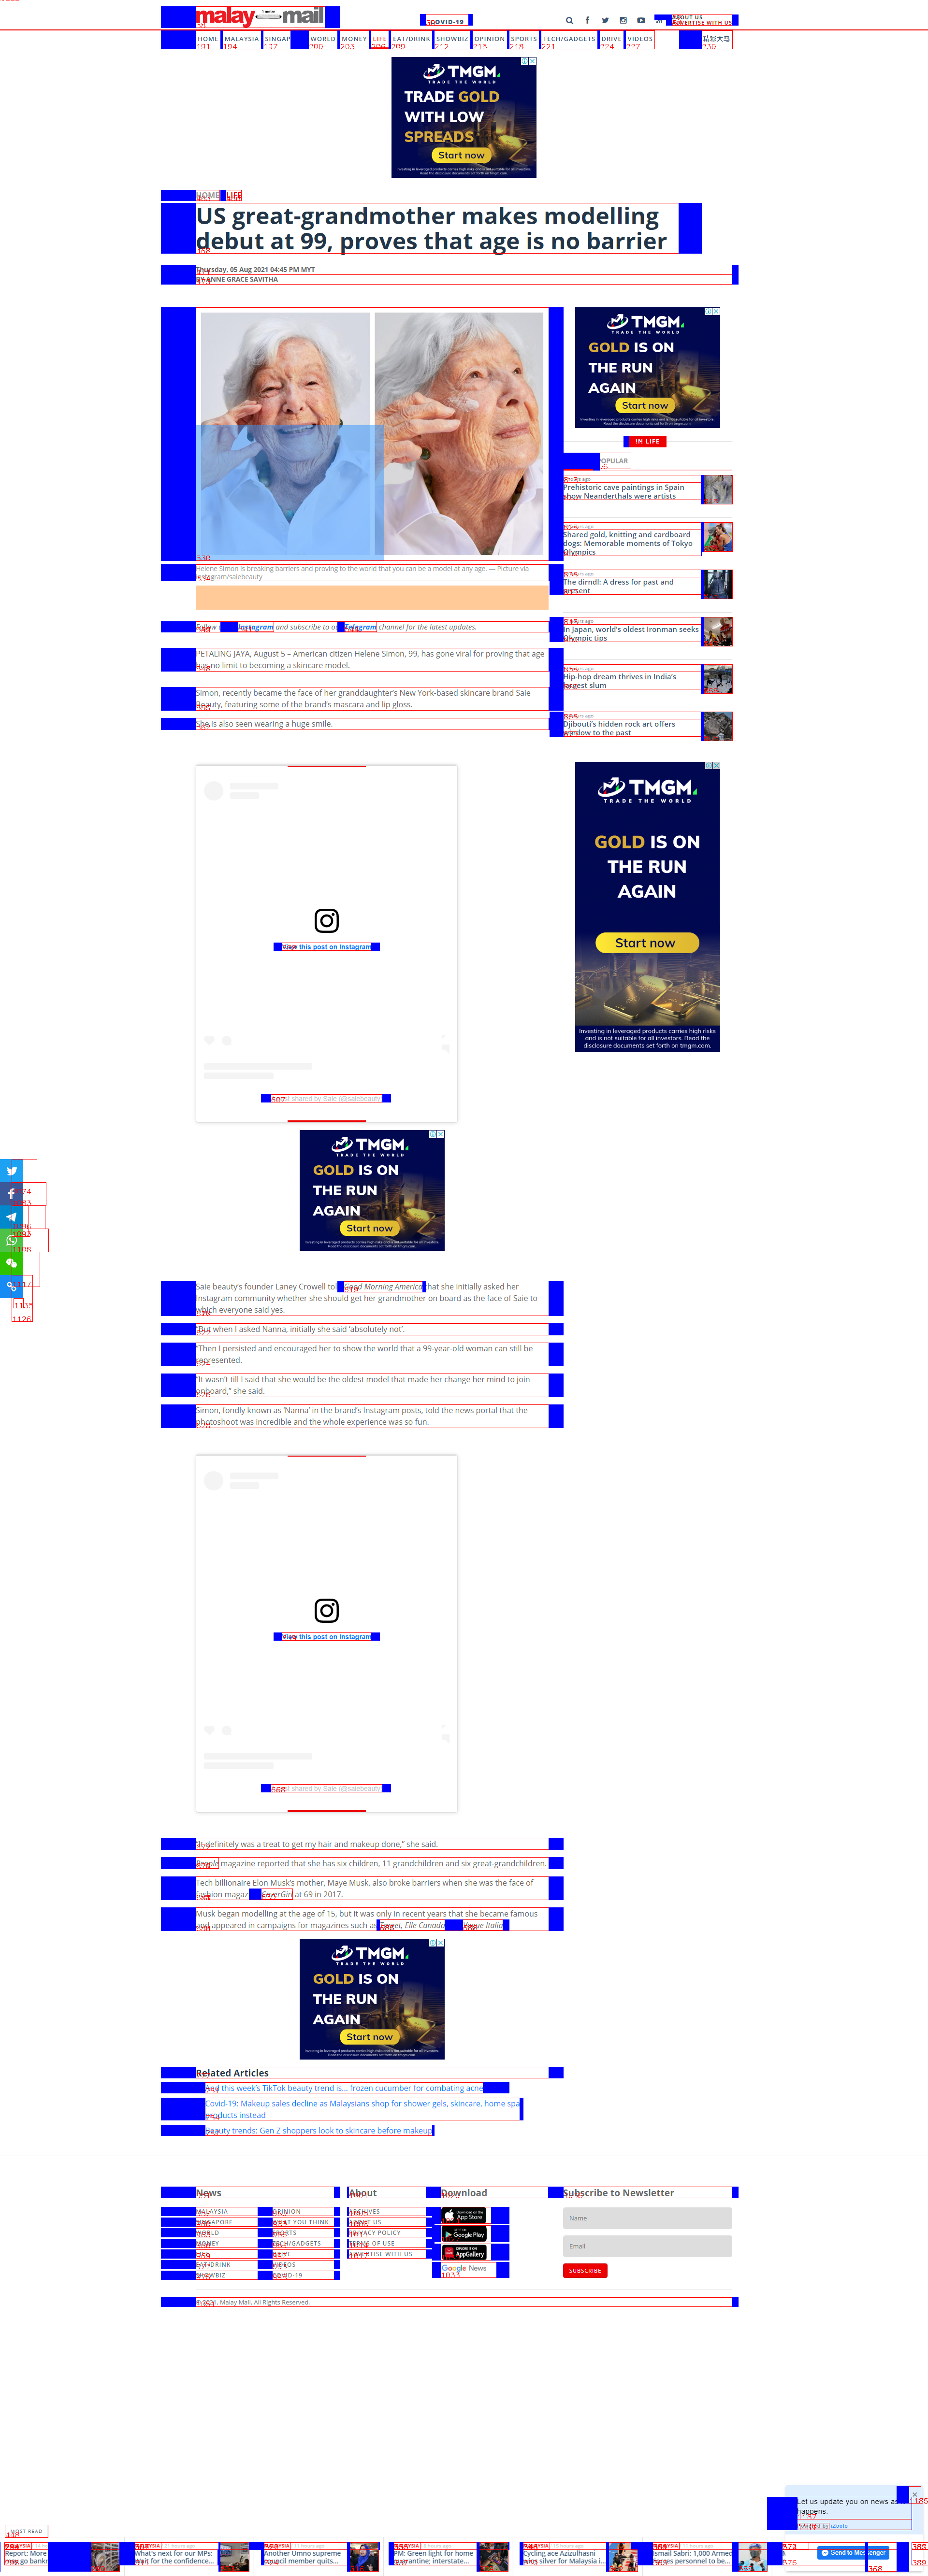 malay mail
COVID-19
ABOUT US
ADVERTISE WITH US
HOME MALAYSIA SINGAP WORLD MONEY LIFE EAT/DRINK SHOWBIZ OPINION SPORTS TECH/GADGETS DRIVE VIDEOS 精彩大马
TMGM
TRADE THE WORLD
TRADE GOLD
WITH LOW
SPREADS
Start now
HOME LIFE
US great-grandmother makes modelling
debut at 99, proves that age is no barrier
Thursday, 05 Aug 2021 04:45 PM MYT
BY ANNE GRACE SAVITHA
TMGM
TRADE THE WORLD
GOLD IS ON
THE RUN
AGAIN
Start now
IN LIFE
POPULAR
Prehistoric cave paintings in Spain
show Neanderthals were artists
Shared gold, knitting and cardboard
dogs: Memorable moments of Tokyo
Olympics
The dirndl: A dress for past and
present
In Japan, world's oldest Ironman seeks
Olympic tips
Hip-hop dream thrives in India's
largest slum
Djibouti's hidden rock art offers
window to the past
Helene Simon is breaking barriers and proving to the world that you can be a model at any age. — Picture via
Instagram/saiebeauty
Instagram and subscribe to our Telegram channel for the latest updates.
PETALING JAYA, August 5 – American citizen Helene Simon, 99, has gone viral for proving that age
has no limit to becoming a skincare model.
Simon, recently became the face of her granddaughter's New York-based skincare brand Saie
Beauty, featuring some of the brand's mascara and lip gloss.
She is also seen wearing a huge smile.
View this post on Instagram
shared by Saie (@saiebeauty)
TMGM
TRADE THE WORLD
GOLD IS ON
THE RUN
AGAIN
Start now
Investing in leveraged products carries high risks
and is not suitable for all investors. Read the
disclosure documents set forth on tmgm.com.
TMGM
TRADE THE WORLD
GOLD IS ON
THE RUN
AGAIN
Start now
Saie beauty's founder Laney Crowell told Good Morning America that she initially asked her
Instagram community whether she should get her grandmother on board as the face of Saie to
which everyone said yes.
"But when I asked Nanna, initially she said 'absolutely not'.
"Then I persisted and encouraged her to show the world that a 99-year-old woman can still be
represented.
"It wasn't till I said that she would be the oldest model that made her change her mind to join
onboard," she said.
Simon, fondly known as 'Nanna' in the brand's Instagram posts, told the news portal that the
photoshoot was incredible and the whole experience was so fun.
View this post on Instagram
shared by Saie (@saiebeauty)
"It definitely was a treat to get my hair and makeup done," she said.
People magazine reported that she has six children, 11 grandchildren and six great-grandchildren.
Tech billionaire Elon Musk's mother, Maye Musk, also broke barriers when she was the face of
fashion magazine CoverGirl at 69 in 2017.
Musk began modelling at the age of 15, but it was only in recent years that she became famous
and appeared in campaigns for magazines such as Target, Elle Canada Vogue Italia
TMGM
TRADE THE WORLD
GOLD IS ON
THE RUN
AGAIN
Start now
Related Articles
And this week's TikTok beauty trend is... frozen cucumber for combating acne
Covid-19: Makeup sales decline as Malaysians shop for shower gels, skincare, home spa
products instead
Beauty trends: Gen Z shoppers look to skincare before makeup
News About Download Subscribe to Newsletter
MALAYSIA OPINION ARCHIVES
SINGAPORE WHAT YOU THINK ABOUT US
WORLD SPORTS PRIVACY POLICY
MONEY TECH/GADGETS TERMS OF USE
LIFE DRIVE ADVERTISE WITH US
EAT/DRINK VIDEOS
SHOWBIZ COVID-19
App Store
Google Play
AppGallery
Google News
Name
Email
SUBSCRIBE
© 2021, Malay Mail, All Rights Reserved.
Let us update you on news as it
happens.
MOST READ
Report: More
may go bankr
What's next for our MPs:
Wait for the confidence...
Another Umno supreme
council member quits...
PM: Green light for home
quarantine; interstate...
Cycling ace Azizulhasni
wins silver for Malaysia i...
Ismail Sabri: 1,000 Armed
Forces personnel to be...
Send to Messenger